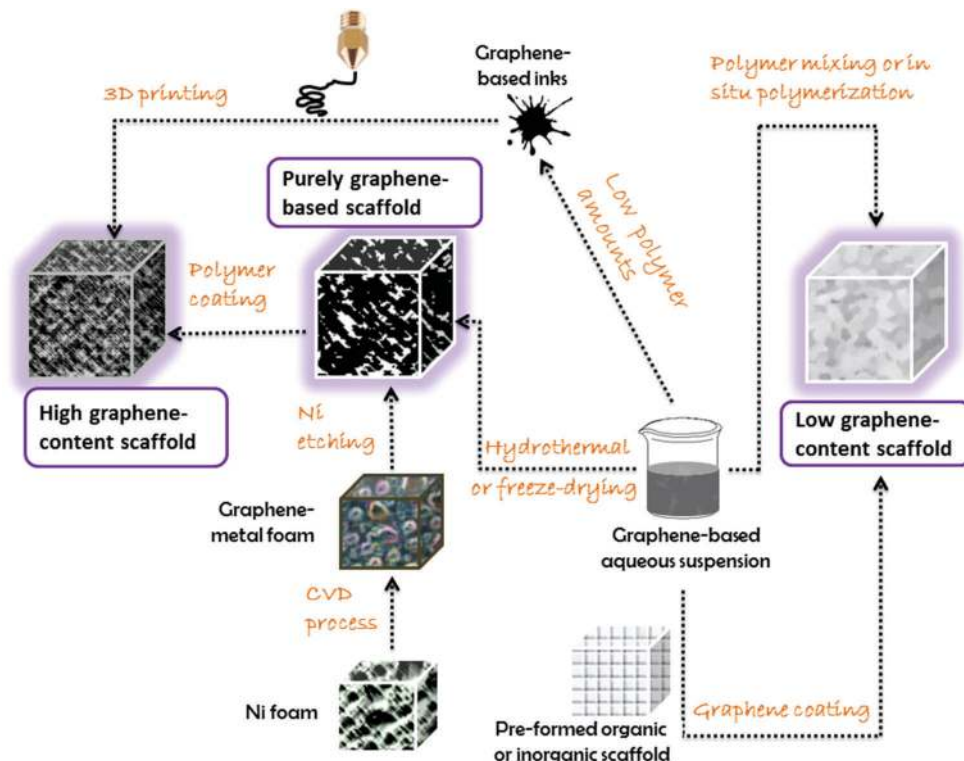 Graphene-
based inks
Polymer mixing or in
situ polymerization
3D printing
Purely graphene-
based scaffold
Low polymer
amounts
Polymer
coating
High graphene-
content scaffold
Ni
etching
Hydrothermal
or freeze-drying
Low graphene-
content scaffold
Graphene-
metal foam
Graphene-based
aqueous suspension
CVD
process
Ni foam
Graphene coating
Pre-formed organic
or inorganic scaffold